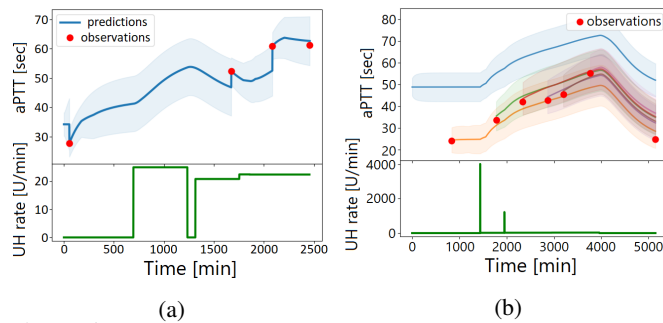 predictions
observations
aPTT [sec]
70
60
50
40
30
UH rate [U/min]
20
0
0 500 1000 1500 2000 2500
Time [min]
(a)
observations
aPTT [sec]
80
70
60
50
40
30
20
UH rate [U/min]
4000
2000
0
0 1000 2000 3000 4000 5000
Time [min]
(b)